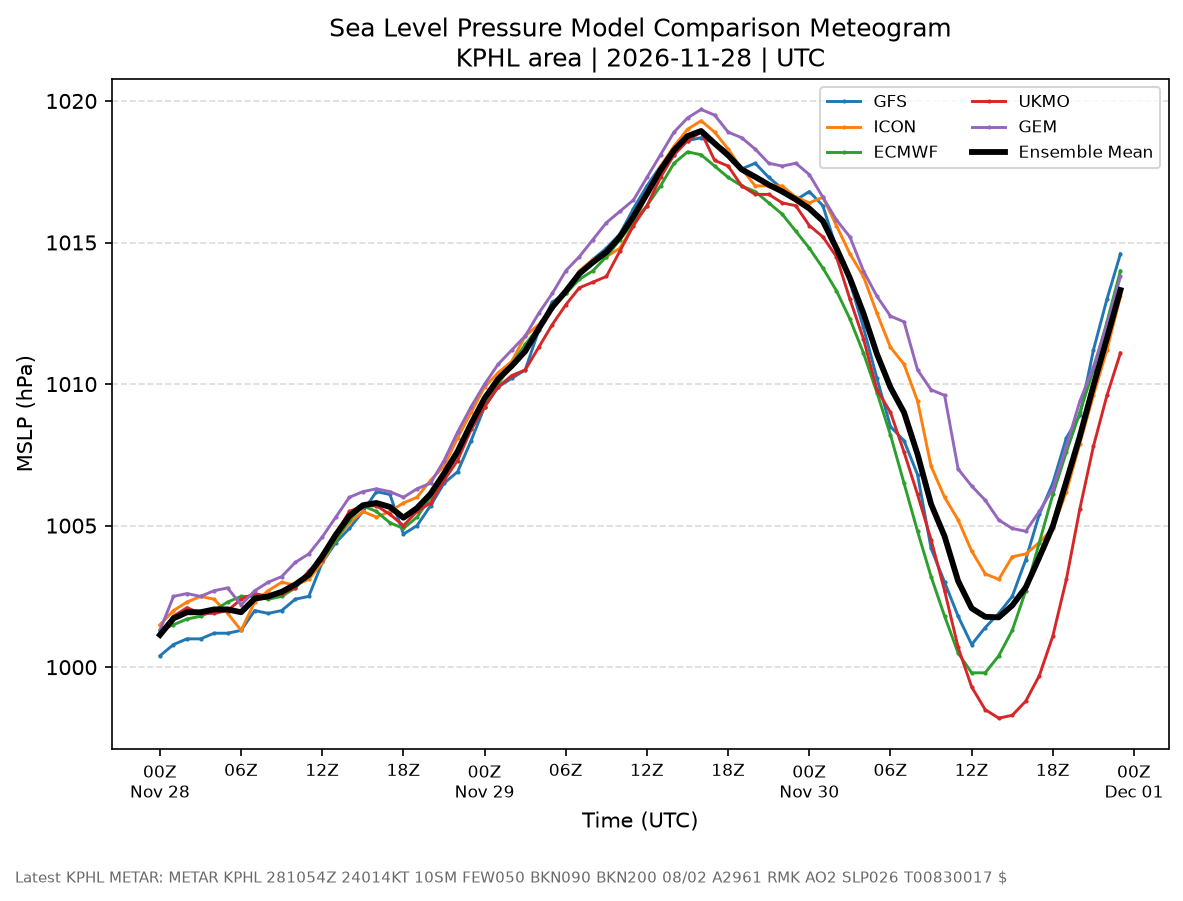 Sea Level Pressure Model Comparison Meteogram
KPHL area | 2026-11-28 | UTC
GFS
ICON
ECMWF
UKMO
GEM
Ensemble Mean
MSLP (hPa)
1020
1015
1010
1005
1000
00Z 06Z 12Z 18Z 00Z 06Z 12Z 18Z 00Z 06Z 12Z 18Z 00Z
Nov 28 Nov 29 Nov 30 Dec 01
Time (UTC)
Latest KPHL METAR: METAR KPHL 281054Z 24014KT 10SM FEW050 BKN090 BKN200 08/02 A2961 RMK AO2 SLP026 T00830017 $